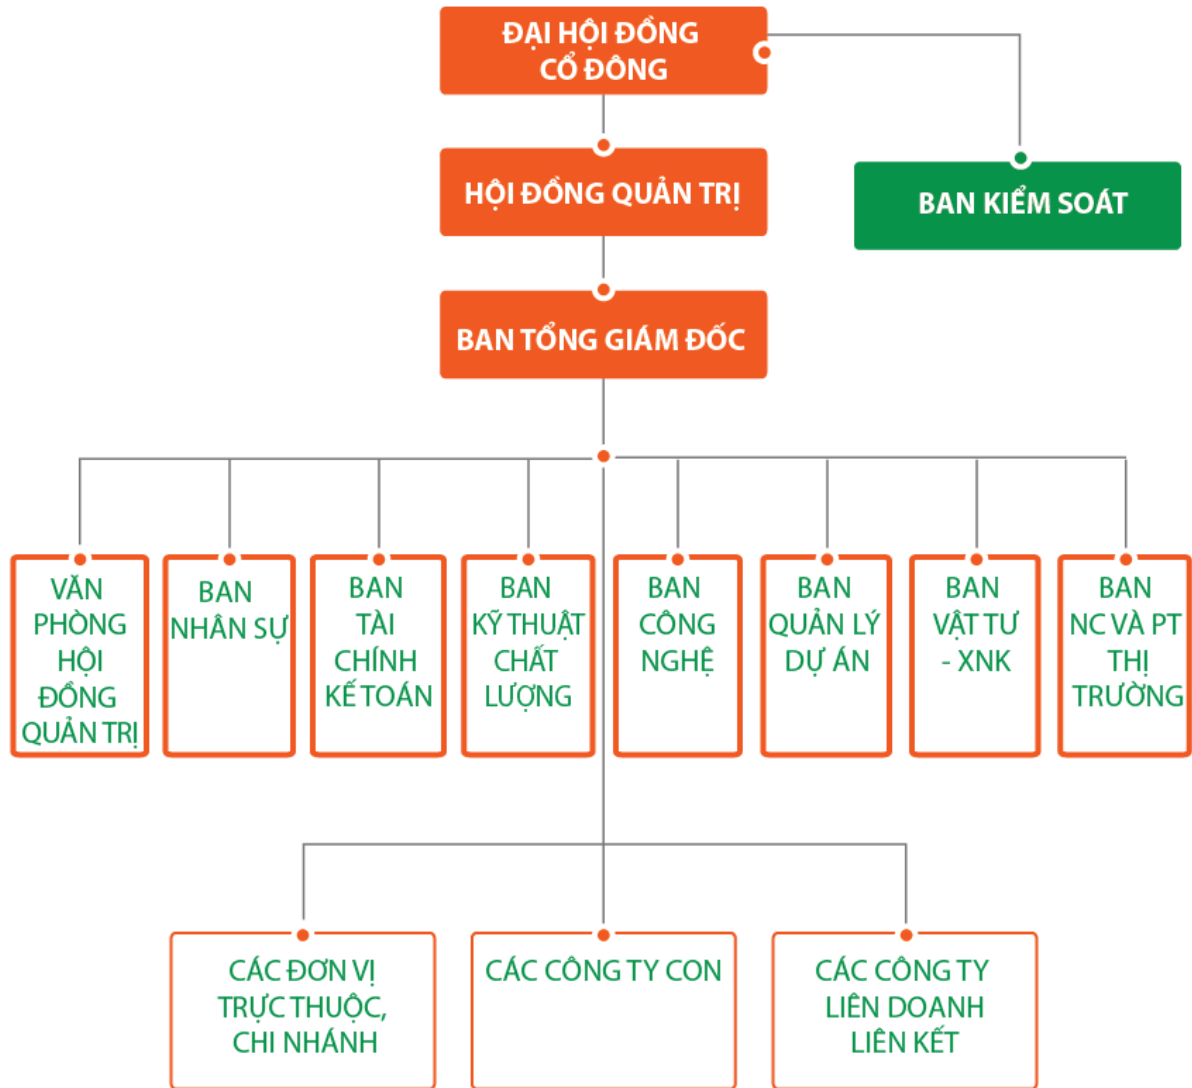 ĐẠI HỘI ĐỒNG
CỔ ĐÔNG
HỘI ĐỒNG QUẢN TRỊ
BAN KIỂM SOÁT
BAN TỔNG GIÁM ĐỐC
VĂN
PHÒNG
HỘI
ĐỒNG
QUẢN TRỊ
BAN
NHÂN SỰ
BAN
TÀI
CHÍNH
KẾ TOÁN
BAN
KỸ THUẬT
CHẤT
LƯỢNG
BAN
CÔNG
NGHỆ
BAN
QUẢN LÝ
DỰ ÁN
BAN
VẬT TƯ
- XNK
BAN
NC VÀ PT
THỊ
TRƯỜNG
CÁC ĐƠN VỊ
TRỰC THUỘC,
CHI NHÁNH
CÁC CÔNG TY CON
CÁC CÔNG TY
LIÊN DOANH
LIÊN KẾT